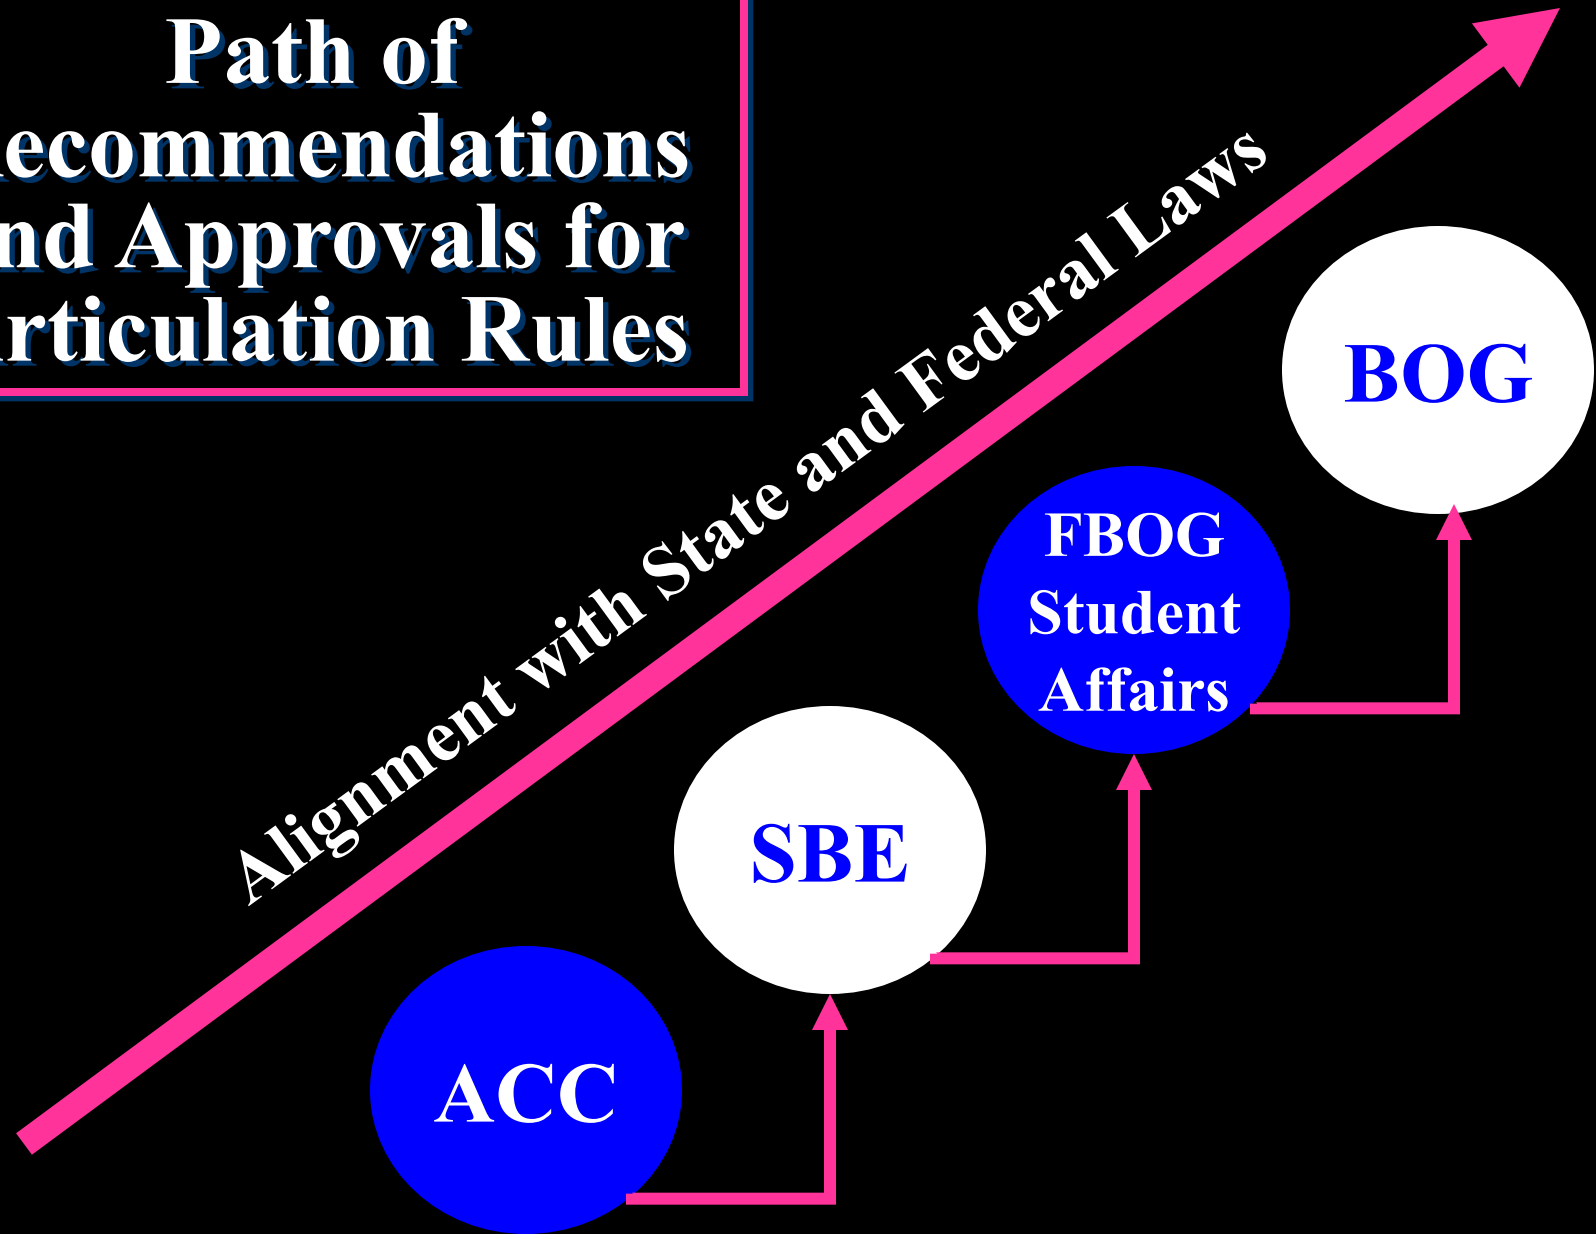 Path of
ecommendations
nd Approvals for
rticulation Rules
Alignment with State and Federal Laws
BOG
FBOG
Student
Affairs
SBE
ACC